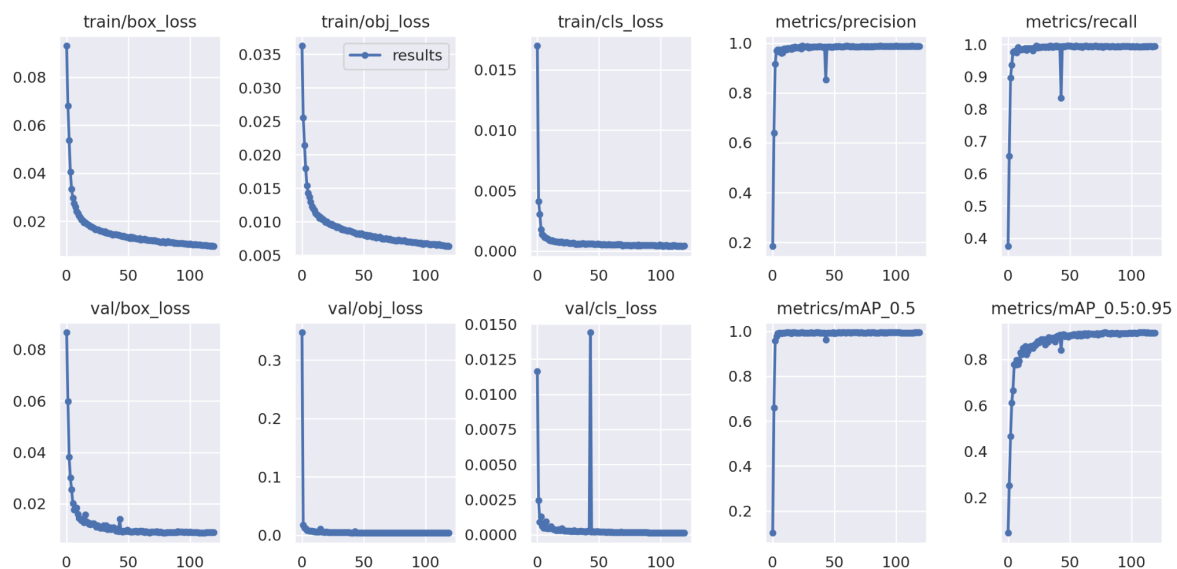 train/box_loss
0.08
0.06
0.04
0.02
0 50 100
train/obj_loss
results
0.035
0.030
0.025
0.020
0.015
0.010
0.005
0 50 100
train/cls_loss
0.015
0.010
0.005
0.000
0 50 100
metrics/precision
1.0
0.8
0.6
0.4
0.2
0 50 100
metrics/recall
1.0
0.9
0.8
0.7
0.6
0.5
0.4
0 50 100
val/box_loss
0.08
0.06
0.04
0.02
0 50 100
val/obj_loss
0.3
0.2
0.1
0.0
0 50 100
val/cls_loss
0.0150
0.0125
0.0100
0.0075
0.0050
0.0025
0.0000
0 50 100
metrics/mAP_0.5
1.0
0.8
0.6
0.4
0.2
0 50 100
metrics/mAP_0.5:0.95
0.8
0.6
0.4
0.2
0 50 100